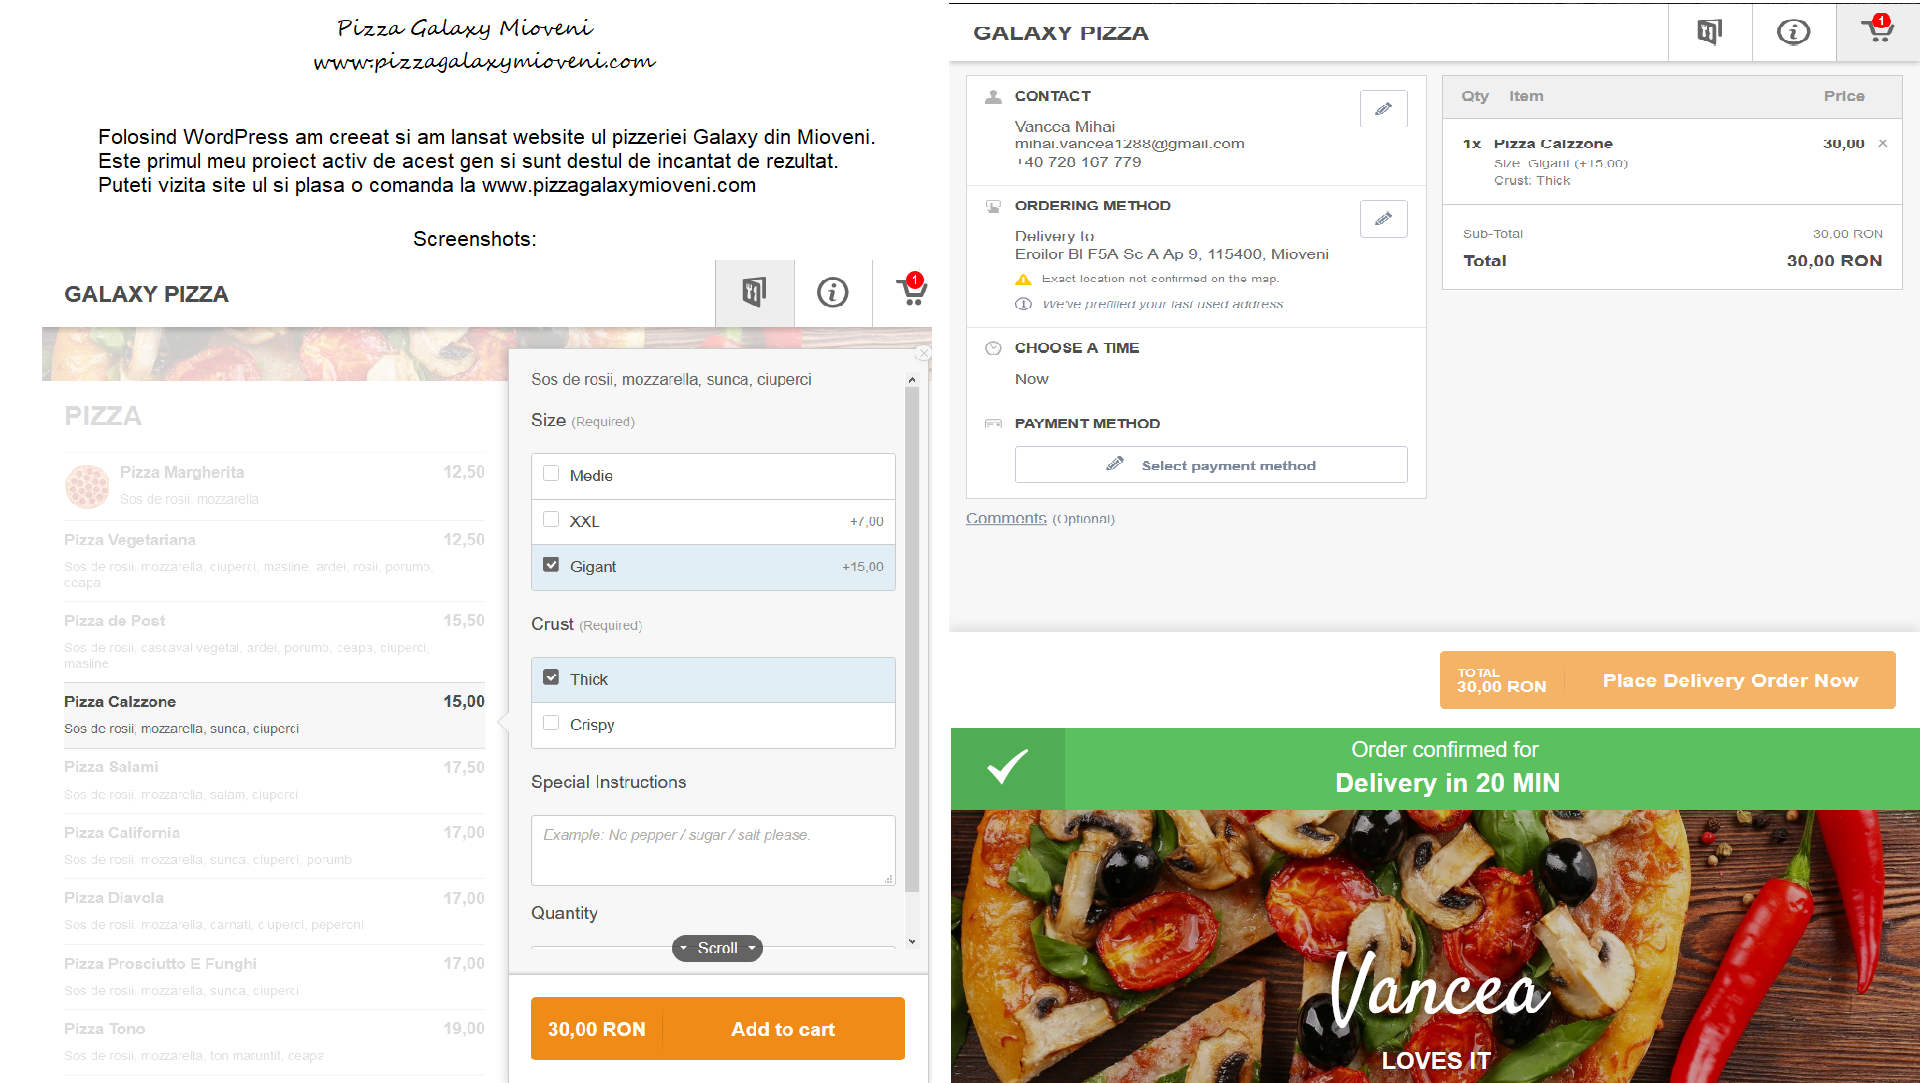 Pizza Galaxy Mioveni
www.pizzagalaxymioveni.com
Folosind WordPress am creeat si am lansat website ul pizzeriei Galaxy din Mioveni.
Este primul meu proiect activ de acest gen si sunt destul de incantat de rezultat.
Puteti vizita site ul si plasa o comanda la www.pizzagalaxymioveni.com
Screenshots:
GALAXY PIZZA
1
PIZZA
Pizza Margherita 12,50
Sos de rosii, mozzarella
Pizza Vegetariana 12,50
Sos de rosii, mozzarella, ciuperci, masline, ardei, rosii, porumb,
ceapa
Pizza de Post 15,50
Sos de rosii, cascaval vegetal, ardei, porumb, ceapa, ciuperci,
masline
Pizza Calzzone 15,00
Sos de rosii, mozzarella, sunca, ciuperci
Pizza Salami 17,50
Sos de rosii, mozzarella, salam, ciuperci
Pizza California 17,00
Sos de rosii, mozzarella, sunca, ciuperci, porumb
Pizza Diavola 17,00
Sos de rosii, mozzarella, carnati, ciuperci, peperoni
Pizza Prosciutto E Funghi 17,00
Sos de rosii, mozzarella, sunca, ciuperci
Pizza Tono 19,00
Sos de rosii, mozzarella, ton maruntit, ceapa
Sos de rosii, mozzarella, sunca, ciuperci
Size (Required)
Medie
XXL +7,00
Gigant +15,00
Crust (Required)
Thick
Crispy
Special Instructions
Example: No pepper / sugar / salt please.
Quantity
Scroll
30,00 RON Add to cart
GALAXY PIZZA
1
CONTACT
Vancea Mihai
mihai.vancea1288@gmail.com
+40 728 167 779
ORDERING METHOD
Delivery to
Eroilor Bl F5A Sc A Ap 9, 115400, Mioveni
Exact location not confirmed on the map.
We've prefilled your last used address
CHOOSE A TIME
Now
PAYMENT METHOD
Select payment method
Comments (Optional)
Qty Item Price
1x Pizza Calzzone 30,00 ×
Size: Gigant (+15,00)
Crust: Thick
Sub-Total 30,00 RON
Total 30,00 RON
TOTAL
30,00 RON Place Delivery Order Now
Order confirmed for
Delivery in 20 MIN
Vancea
LOVES IT